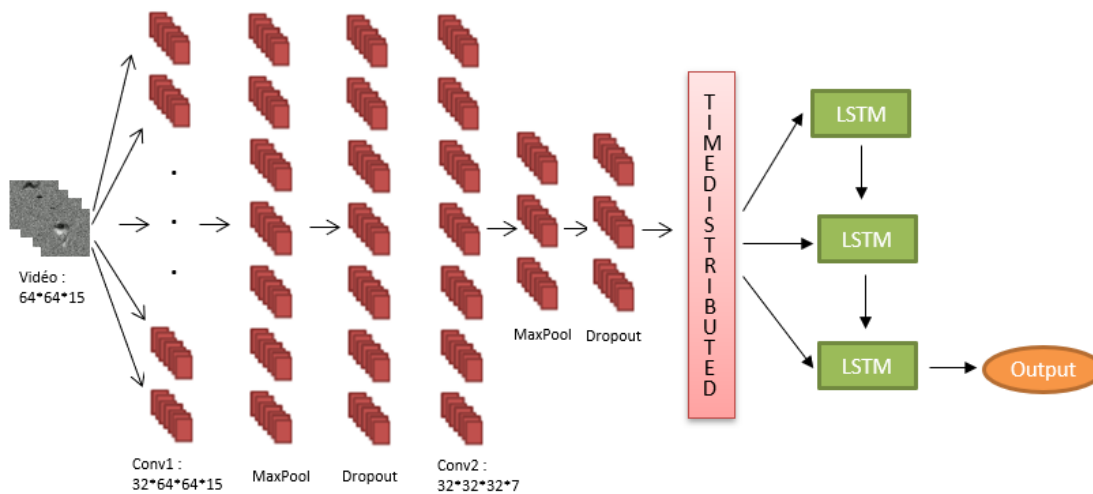 Vidéo :
64*64*15
Conv1 :
32*64*64*15
MaxPool
Dropout
Conv2 :
32*32*32*7
MaxPool
Dropout
TIMEDISTRIBUTED
LSTM
LSTM
LSTM
Output